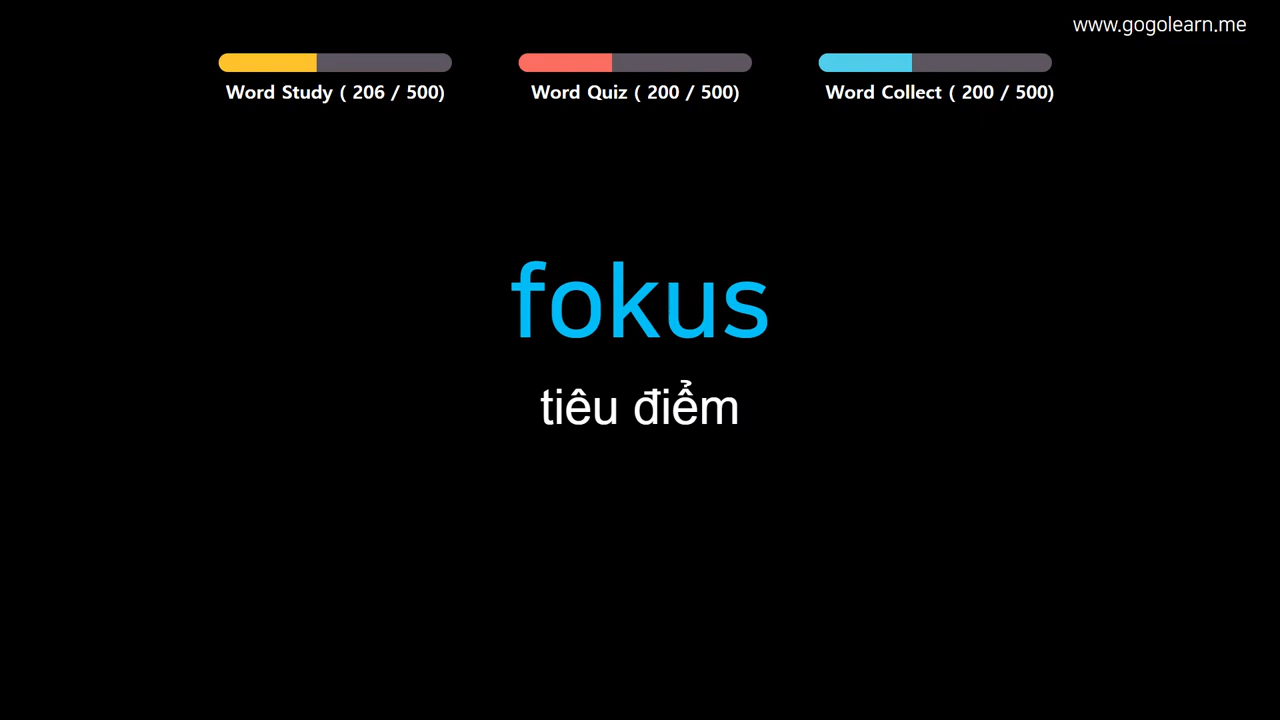 www.gogolearn.me
Word Study ( 206 / 500)
Word Quiz ( 200 / 500)
Word Collect ( 200 / 500)
fokus
tiêu điểm